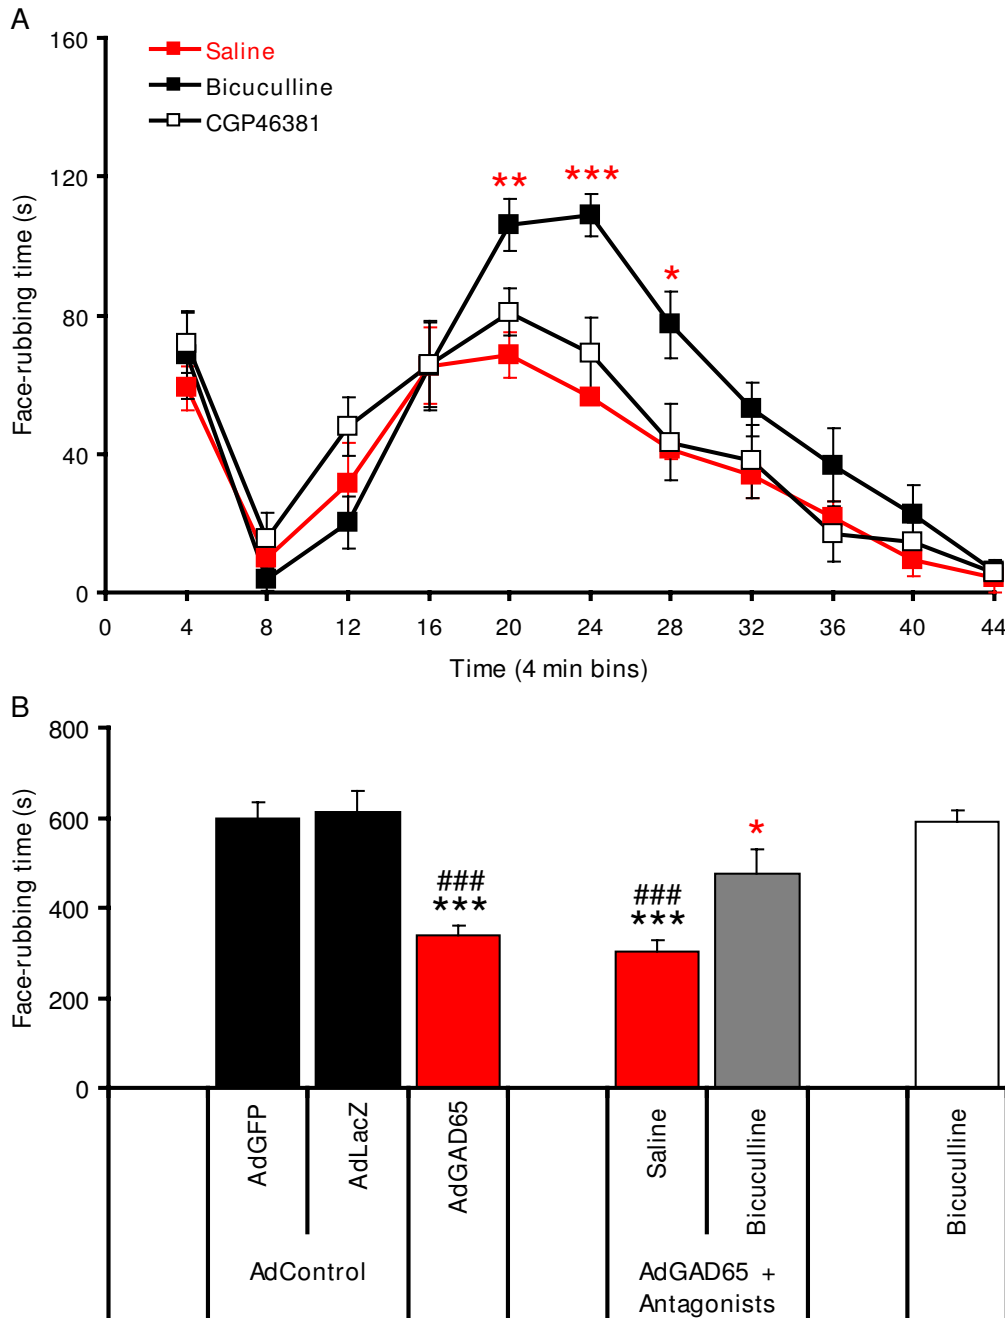 A
160
120
80
40
0
Face-rubbing time (s)
Saline
Bicuculline
CGP46381
**
***
*
0 4 8 12 16 20 24 28 32 36 40 44
Time (4 min bins)
B
800
600
400
200
0
Face-rubbing time (s)
###
***
###
***
*
AdGFP
AdLacZ
AdGAD65
Saline
Bicuculline
Bicuculline
AdControl
AdGAD65 +
Antagonists